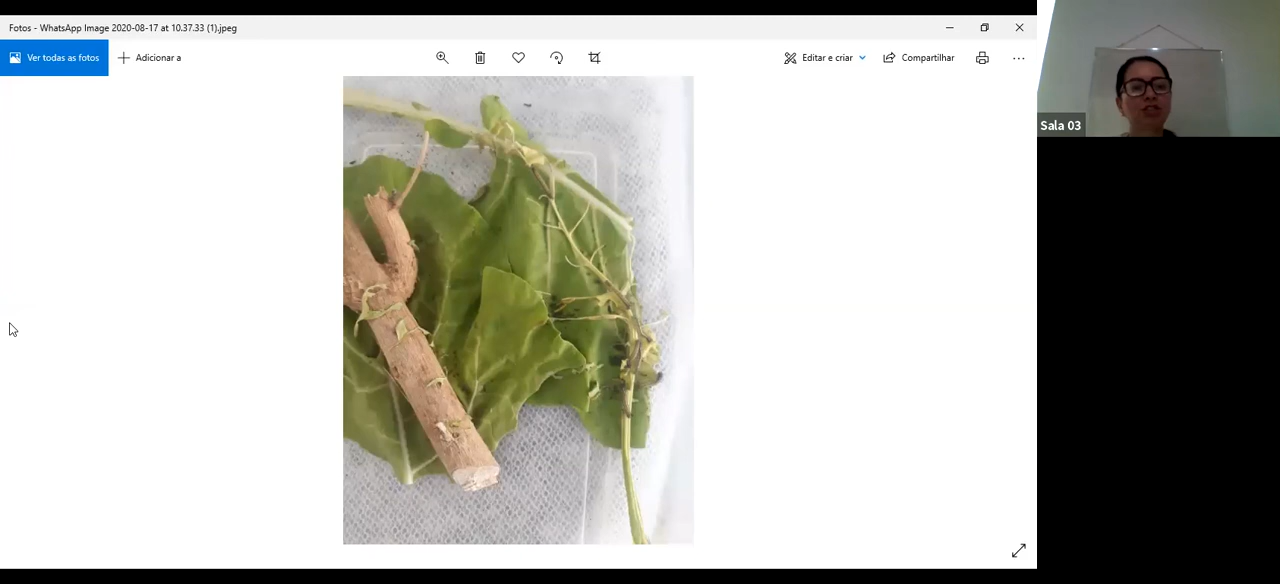 Fotos - WhatsApp Image 2020-08-17 at 10.37.33 (1).jpeg
Ver todas as fotos
Adicionar a
Editar e criar
Compartilhar
Sala 03